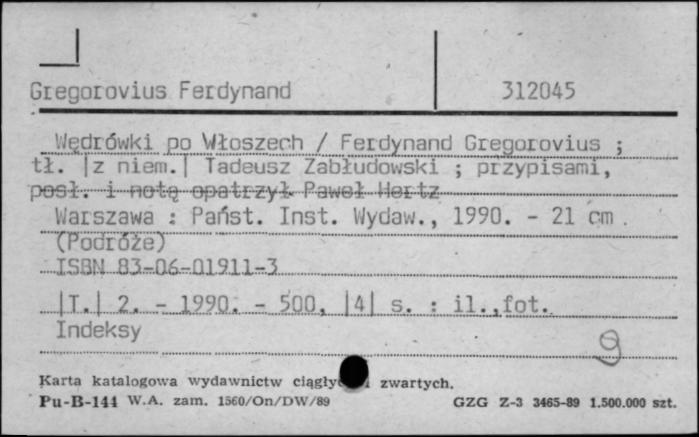 Gregorovius Ferdynand 312045
Wędrówki po Włoszech / Ferdynand Gregorovius ;
tł. |z niem.| Tadeusz Zabłudowski ; przypisami,
posł. i notą opatrzył Paweł Hertz
Warszawa : Państ. Inst. Wydaw., 1990. - 21 cm .
(Podróże)
ISBN 83-06-01911-3
|T.| 2. - 1990. - 500, |4| s. : il.,fot.
Indeksy
Karta katalogowa wydawnictw zwartych.
Pu-B-144 W.A. zam. 1560/On/DW/89 GZG Z-3 3465-89 1.500.000 szt.